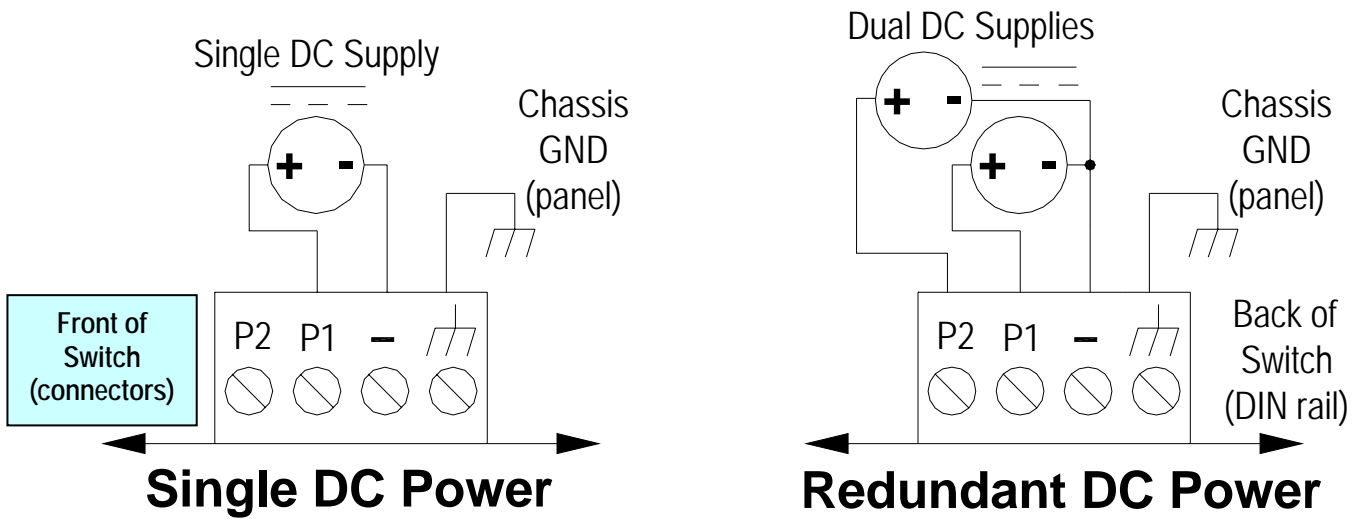 Single DC Supply
+ -
Chassis
GND
(panel)
Front of
Switch
(connectors)
P2 P1 –
Single DC Power
Dual DC Supplies
+ -
+ -
Chassis
GND
(panel)
P2 P1 –
Back of
Switch
(DIN rail)
Redundant DC Power